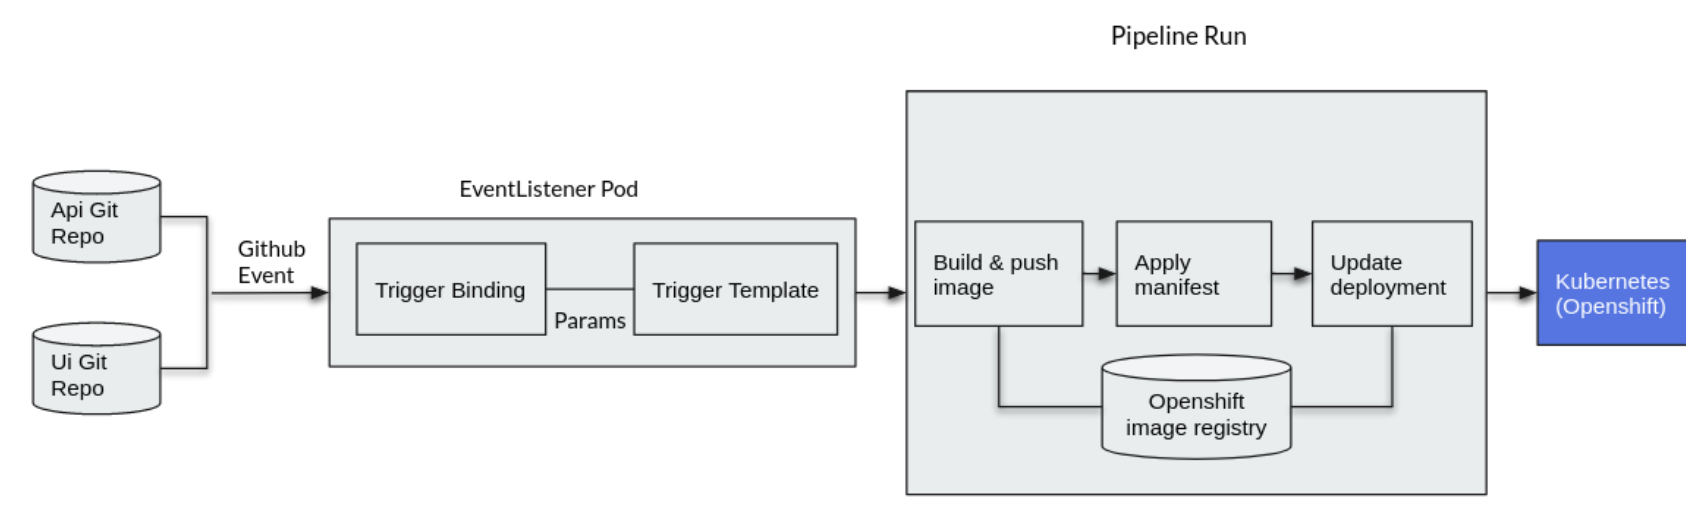 Pipeline Run
EventListener Pod
Api Git
Repo
Github
Event
Ui Git
Repo
Trigger Binding
Params
Trigger Template
Build & push
image
Apply
manifest
Update
deployment
Openshift
image registry
Kubernetes
(Openshift)